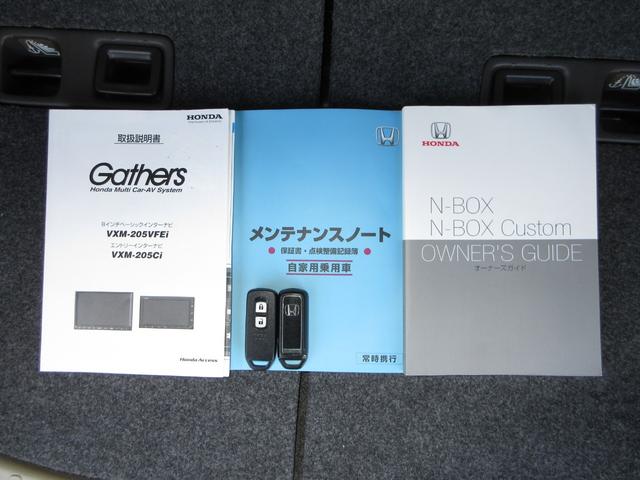 HONDA
取扱説明書
Gathers
Honda Multi Car-AV System
8インチベーシックインターナビ
VXM-205VFEi
エントリーインターナビ
VXM-205Ci
Honda Access
メンテナンスノート
保証書・点検整備記録簿
自家用乗用車
常時携行
HONDA
N-BOX
N-BOX Custom
OWNER'S GUIDE
オーナーズガイド